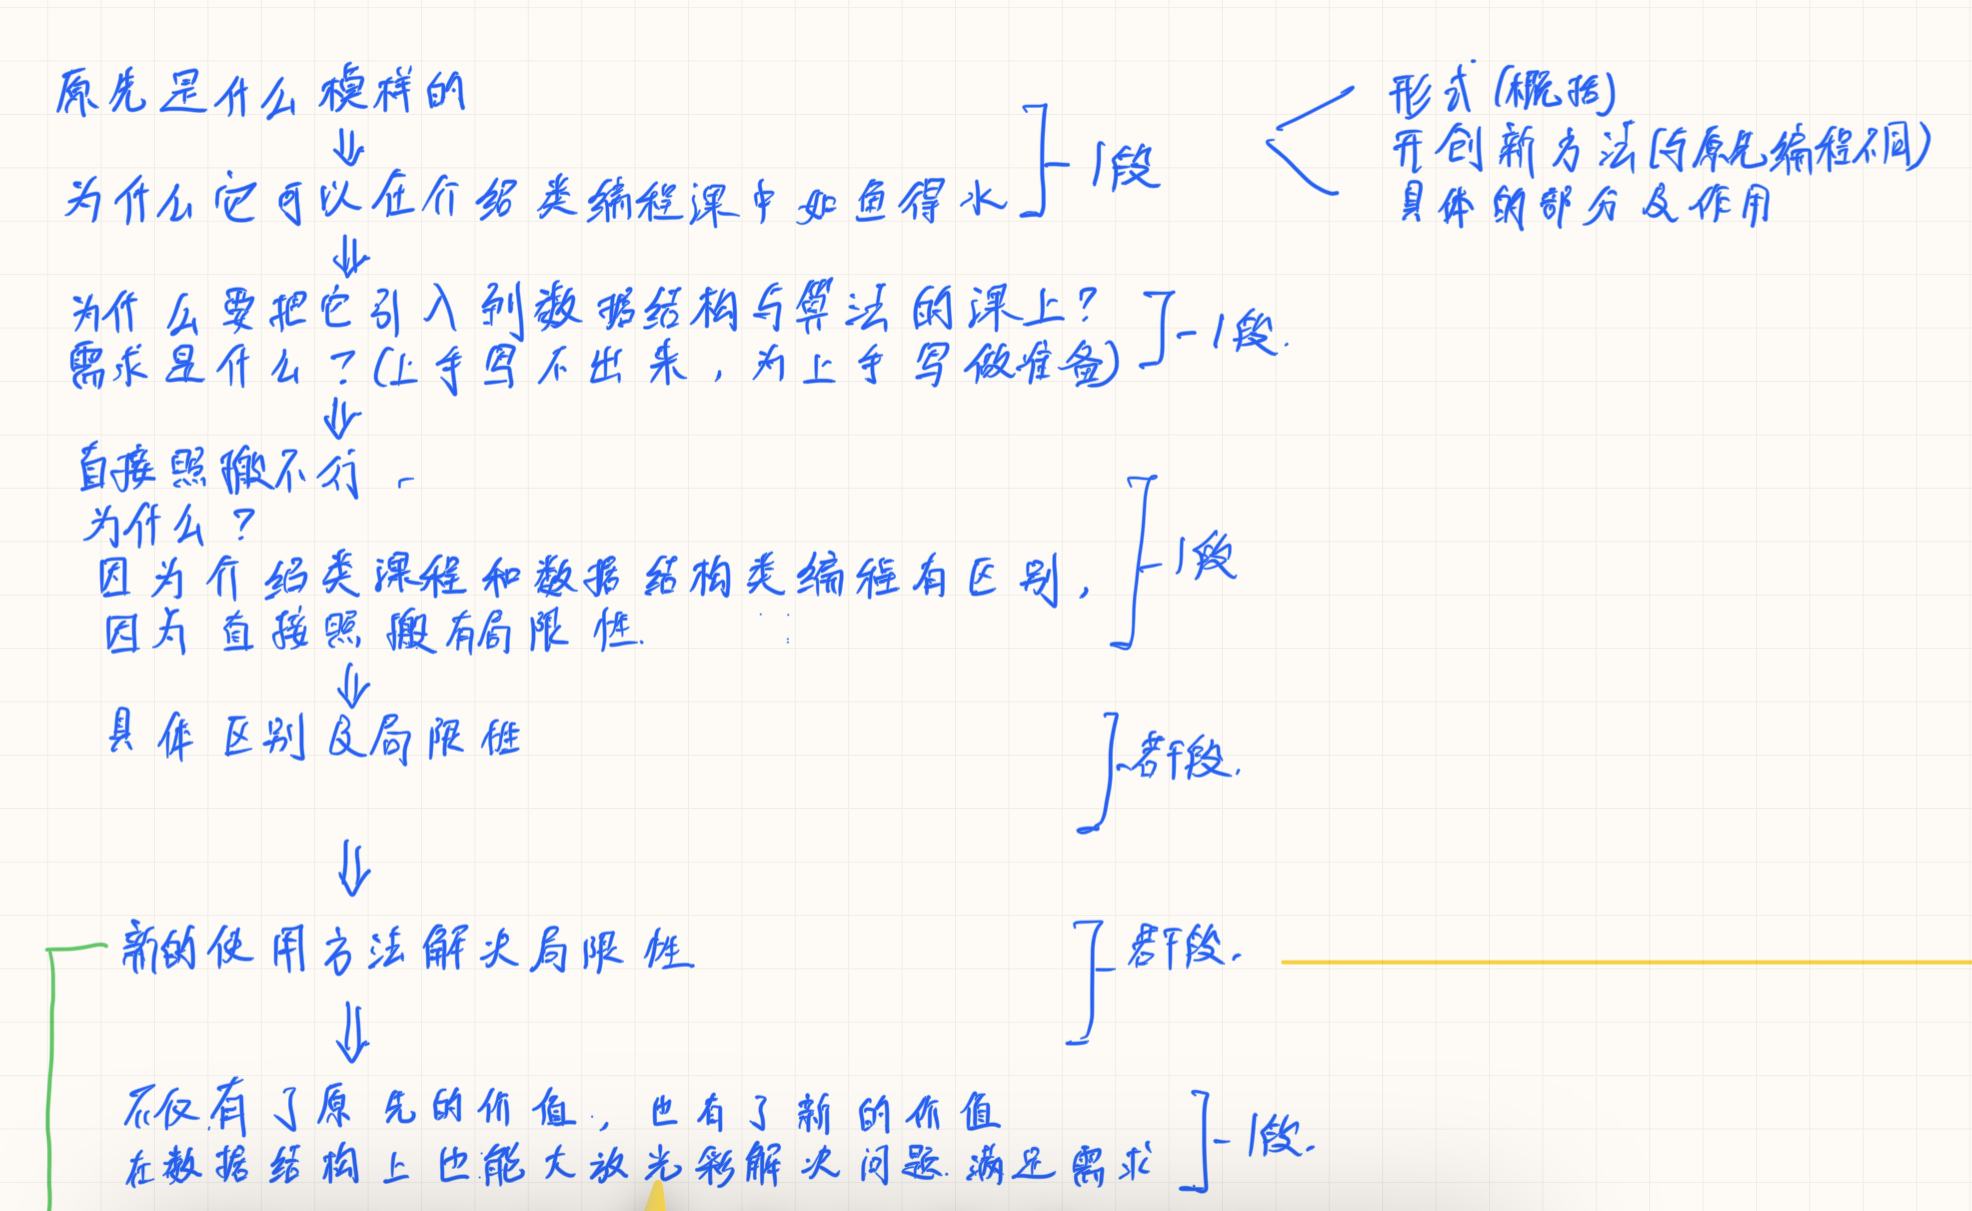 原先是什么模样的
为什么它可以在介绍类编程课中如鱼得水
1段
形式(概括)
开创新方法(与原先编程不同)
具体的部分及作用
为什么要把它引入到数据结构与算法的课上?
需求是什么?(上手写不出来,为上手写做准备)
1段.
直接照搬不行
为什么?
因为介绍类课程和数据结构类编程有区别,
因为直接照搬有局限性.
1段
具体区别及局限性
若干段.
新的使用方法解决局限性
若干段.
不仅有了原先的价值,也有了新的价值
在数据结构上也能大放光彩解决问题.满足需求
1段.